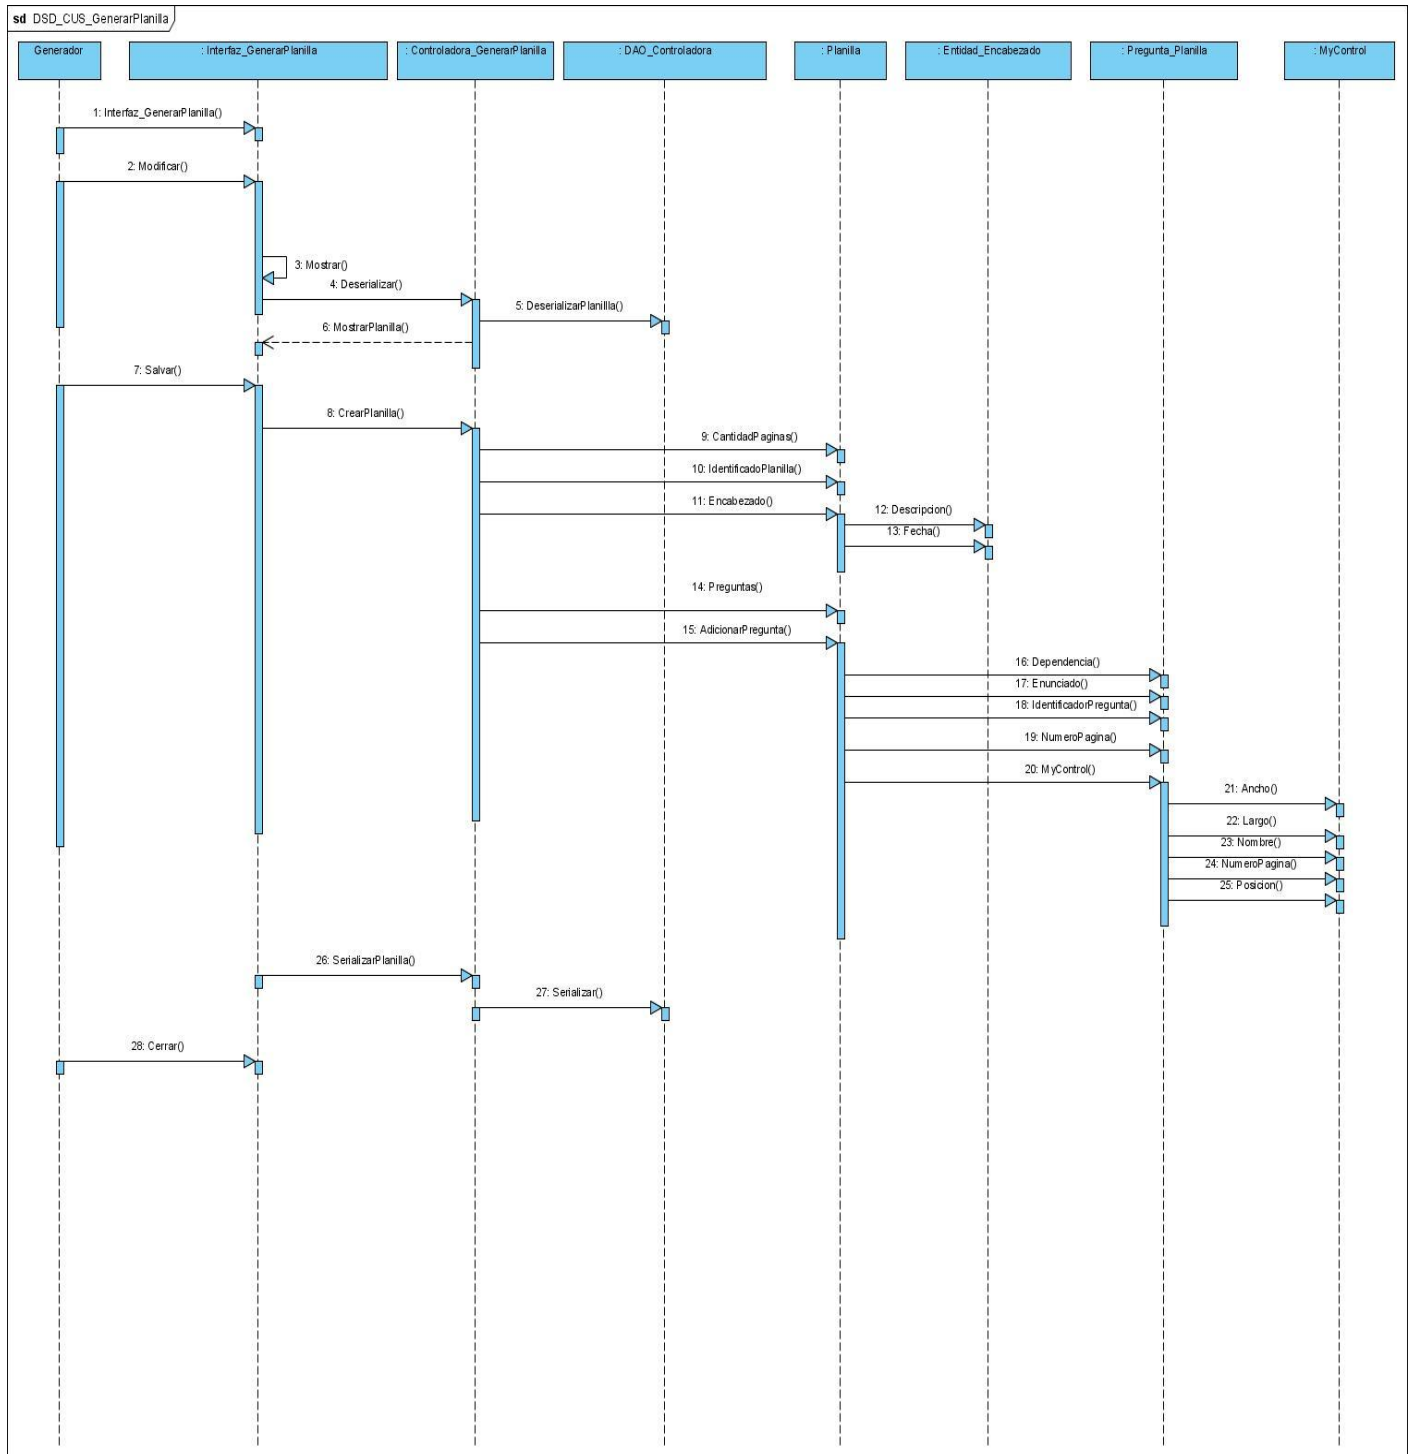 sd DSD_CUS_GenerarPlanilla
Generador
: Interfaz_GenerarPlanilla
: Controladora_GenerarPlanilla
: DAO_Controladora
: Planilla
: Entidad_Encabezado
: Pregunta_Planilla
: MyControl
1: Interfaz_GenerarPlanilla()
2: Modificar()
3: Mostrar()
4: Deserializar()
5: DeserializarPlanillla()
6: MostrarPlanilla()
7: Salvar()
8: CrearPlanilla()
9: CantidadPaginas()
10: IdentificadoPlanilla()
11: Encabezado()
12: Descripcion()
13: Fecha()
14: Preguntas()
15: AdicionarPregunta()
16: Dependencia()
17: Enunciado()
18: IdentificadorPregunta()
19: NumeroPagina()
20: MyControl()
21: Ancho()
22: Largo()
23: Nombre()
24: NumeroPagina()
25: Posicion()
26: SerializarPlanilla()
27: Serializar()
28: Cerrar()